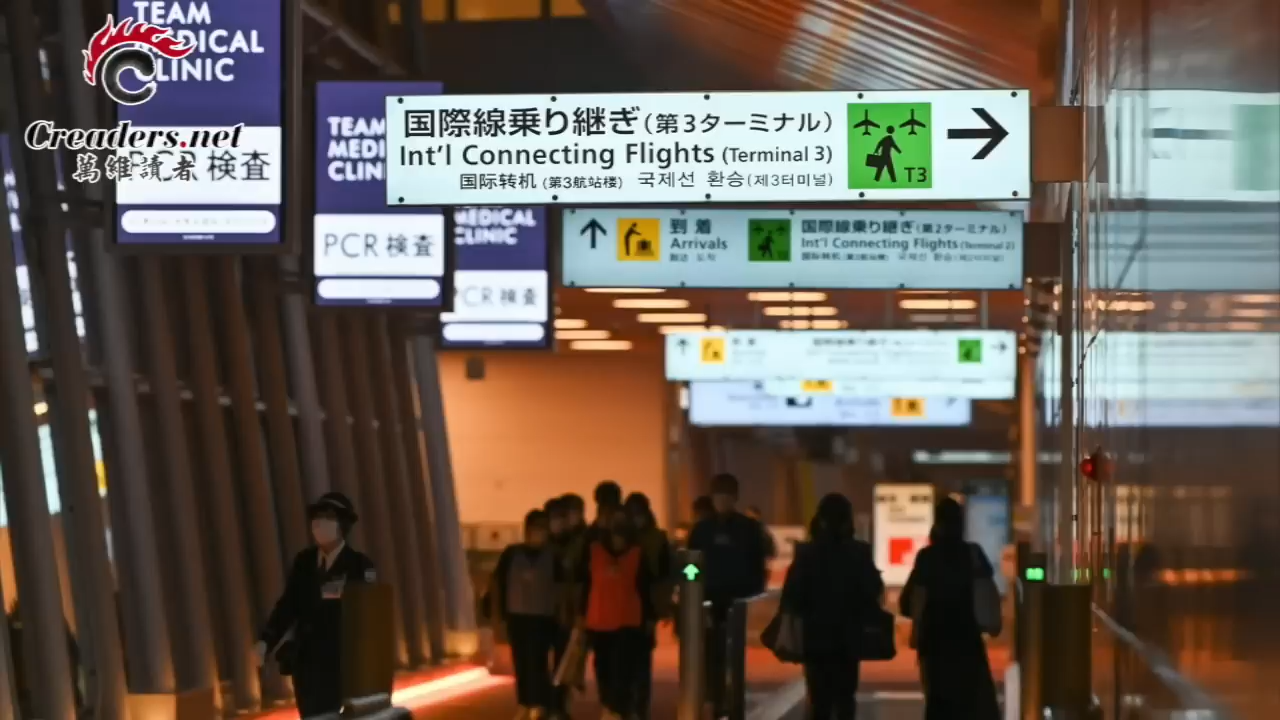 TEAM
MEDICAL
CLINIC
PCR 検査
Creaders.net
萬維讀者
TEAM
MEDI
CLIN
PCR 検査
MEDICAL
CLINIC
PCR 検査
国際線乗り継ぎ(第3ターミナル)
Int'l Connecting Flights (Terminal 3)
国际转机 (第3航站楼) 국제선 환승(제3터미널)
T3
到着
Arrivals
国際線乗り継ぎ(第2ターミナル)
Int'l Connecting Flights (Terminal 2)